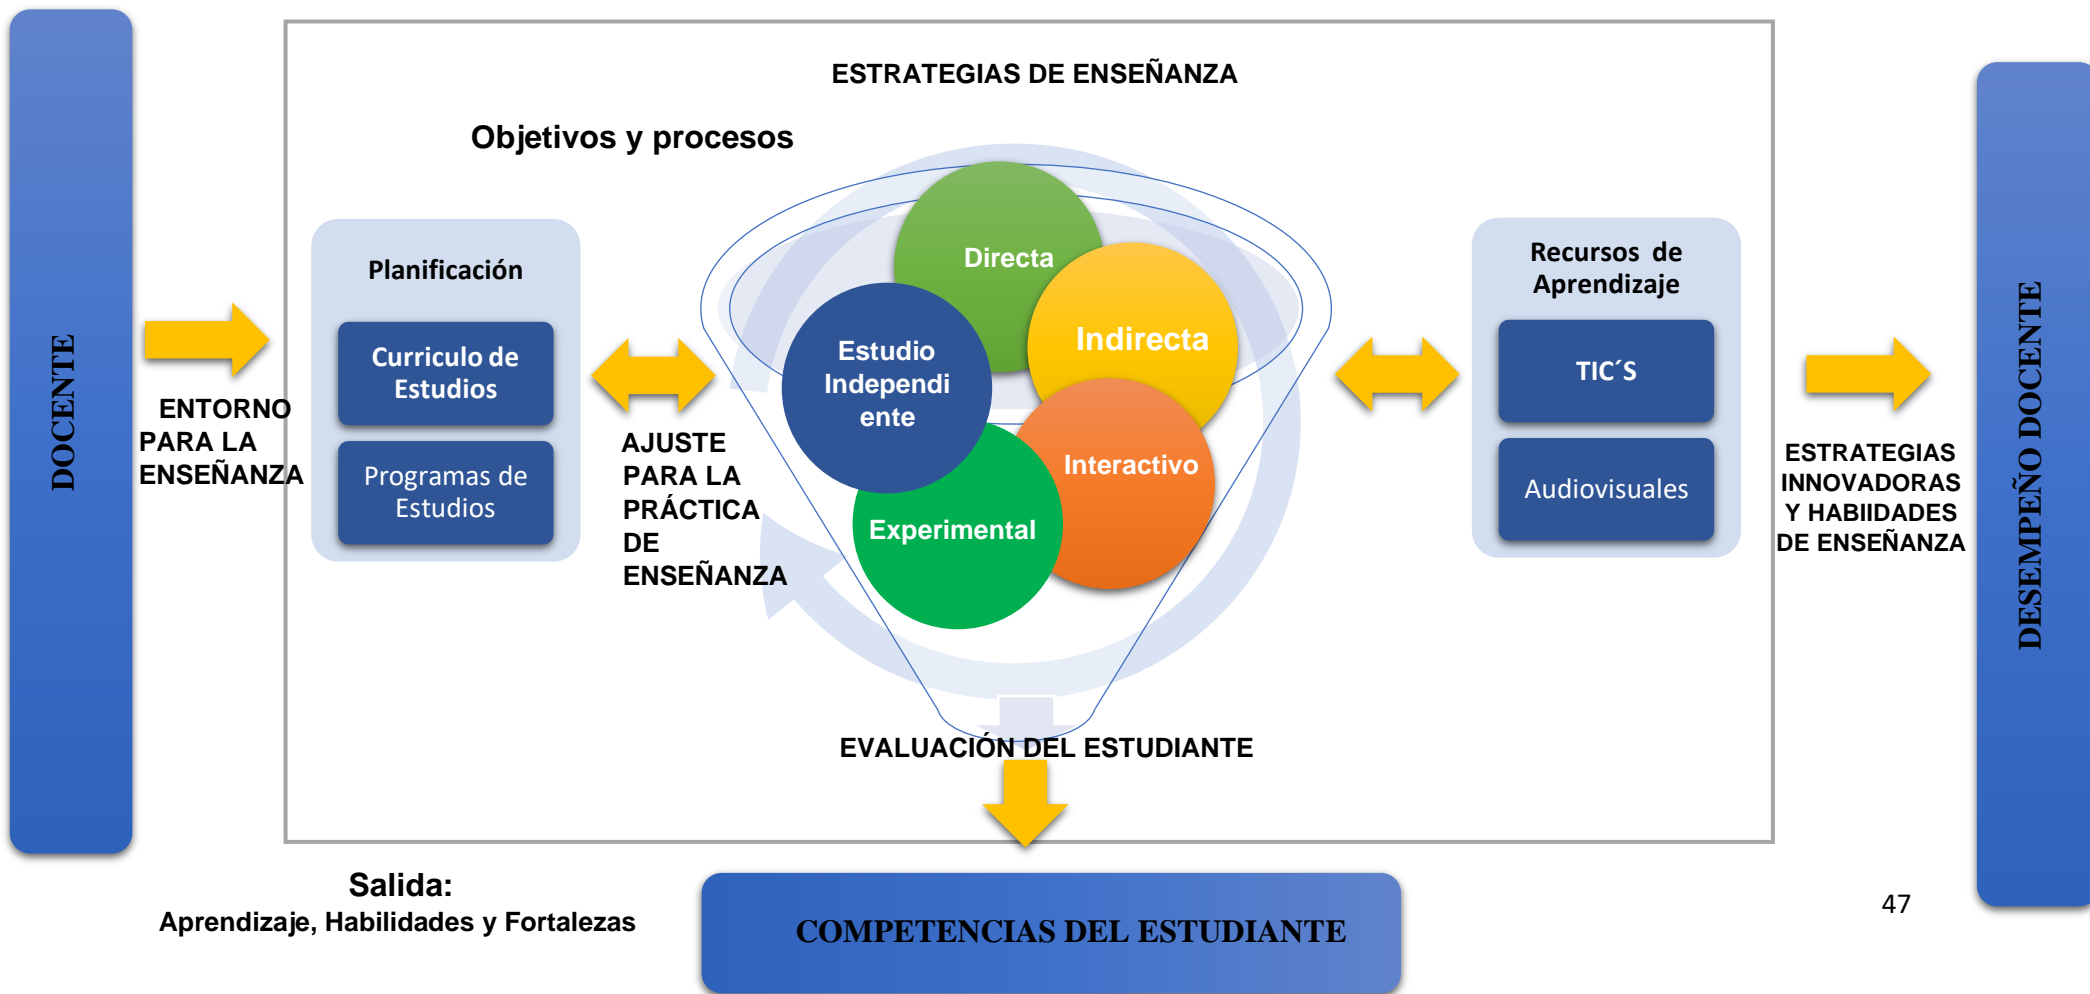 ESTRATEGIAS DE ENSEÑANZA
Objetivos y procesos
DOCENTE
ENTORNO
PARA LA
ENSEÑANZA
Planificación
Curriculo de
Estudios
Programas de
Estudios
AJUSTE
PARA LA
PRÁCTICA
DE
ENSEÑANZA
Directa
Indirecta
Estudio
Independi
ente
Interactivo
Experimental
Recursos de
Aprendizaje
TIC´S
Audiovisuales
ESTRATEGIAS
INNOVADORAS
Y HABIIDADES
DE ENSEÑANZA
DESEMPEÑO DOCENTE
EVALUACIÓN DEL ESTUDIANTE
Salida:
Aprendizaje, Habilidades y Fortalezas
COMPETENCIAS DEL ESTUDIANTE
47